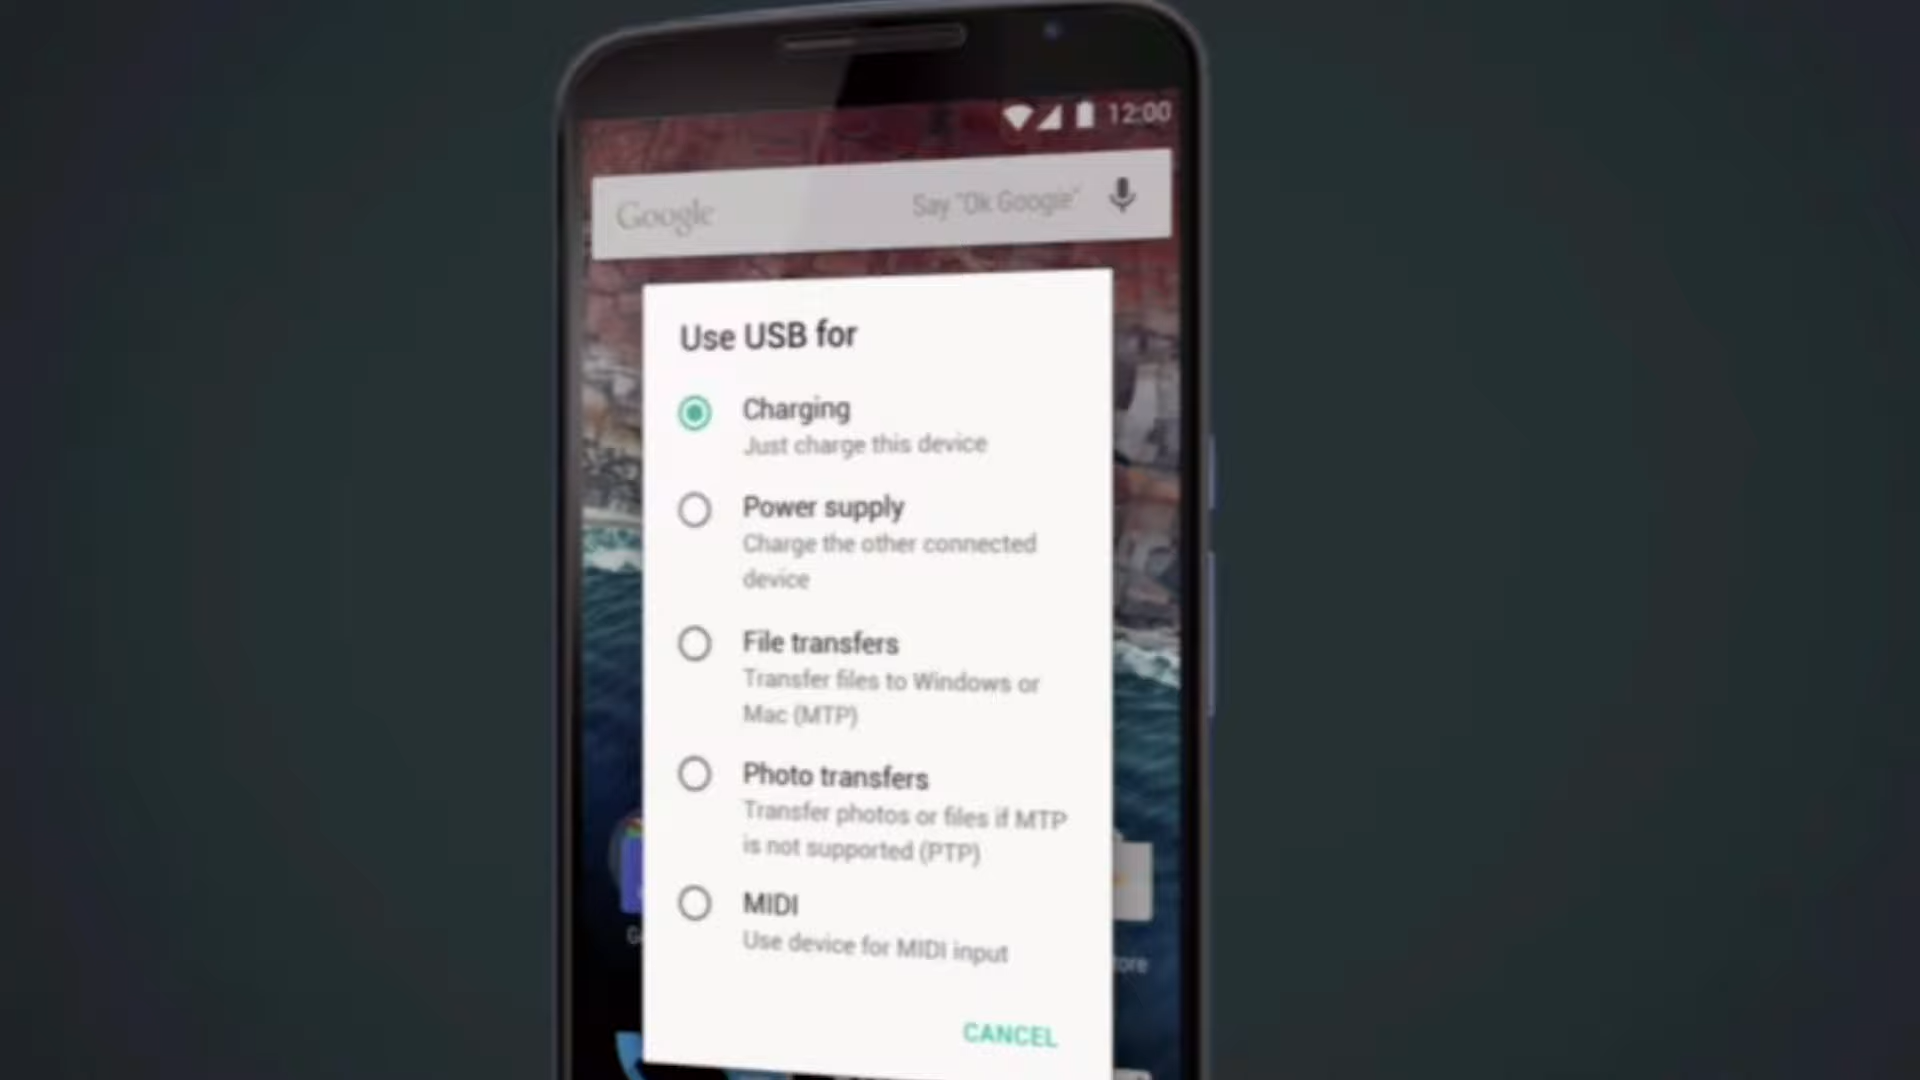 12:00
Google Say "Ok Google"
Use USB for
Charging
Just charge this device
Power supply
Charge the other connected
device
File transfers
Transfer files to Windows or
Mac (MTP)
Photo transfers
Transfer photos or files if MTP
is not supported (PTP)
MIDI
Use device for MIDI input
CANCEL